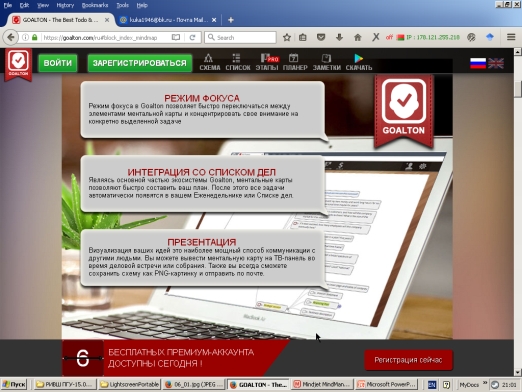 File Edit View History Bookmarks Tools Help
GOALTON - The Best Todo &
kuka1946@bk.ru - Почта Mail...
https://goalton.com/ru#block_index_mindmap
Search
off IP : 178.121.255.218
GOALTON
ВОЙТИ
ЗАРЕГИСТРИРОВАТЬСЯ
СХЕМА
СПИСОК
ЭТАПЫ
PRO
ПЛАНЕР
ЗАМЕТКИ
СКАЧАТЬ
РЕЖИМ ФОКУСА
Режим фокуса в Goalton позволяет быстро переключаться между
элементами ментальной карты и концентрировать свое внимание на
конкретно выделенной задаче
GOALTON
ИНТЕГРАЦИЯ СО СПИСКОМ ДЕЛ
Являясь основной частью экосистемы Goalton, ментальные карты
позволяют быстро составить ваш план. После этого все задачи
автоматически появятся в вашем Еженедельнике или Списке дел.
ПРЕЗЕНТАЦИЯ
Визуализация ваших идей это наиболее мощный способ коммуникации с
другими людьми. Вы можете вывести ментальную карту на ТВ-панель во
время деловой встречи или собрания. Также вы всегда сможете
сохранить схему как PNG-картинку и отправить по почте.
6
БЕСПЛАТНЫХ ПРЕМИУМ-АККАУНТА
ДОСТУПНЫ СЕГОДНЯ !
Регистрация сейчас
Пуск
РИВШ ПГУ-15.0...
LightscreenPortable
06_01.jpg (JPEG ...
GOALTON - The...
Mindjet MindMan...
Microsoft PowerP...
MyDocs
21:01